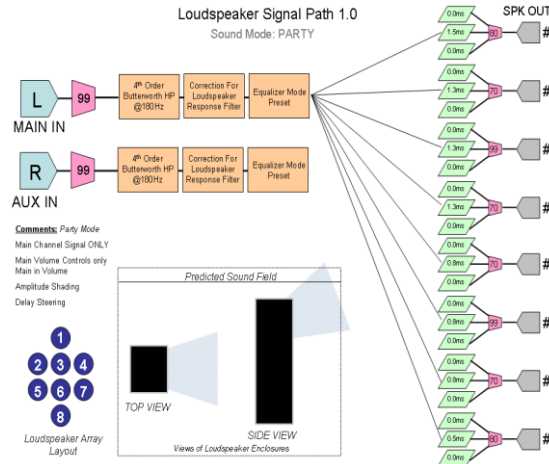 Loudspeaker Signal Path 1.0
Sound Mode: PARTY
SPK OUT
L
MAIN IN
99
4th Order
Butterworth HP
@180Hz
Correction For
Loudspeaker
Response Filter
Equalizer Mode
Preset
R
AUX IN
99
4th Order
Butterworth HP
@180Hz
Correction For
Loudspeaker
Response Filter
Equalizer Mode
Preset
0.0ms
1.5ms
0.0ms
80
#
0.0ms
1.3ms
0.0ms
70
#
0.0ms
1.3ms
0.0ms
99
#
0.0ms
1.3ms
0.0ms
70
#
0.0ms
0.8ms
0.0ms
70
#
0.0ms
0.8ms
0.0ms
99
#
0.0ms
0.8ms
0.0ms
70
#
0.0ms
0.5ms
0.0ms
80
#
Comments: Party Mode
Main Channel Signal ONLY
Main Volume Controls only
Main in Volume
Amplitude Shading
Delay Steering
1
2 3 4
5 6 7
8
Loudspeaker Array
Layout
Predicted Sound Field
TOP VIEW
SIDE VIEW
Views of Loudspeaker Enclosures